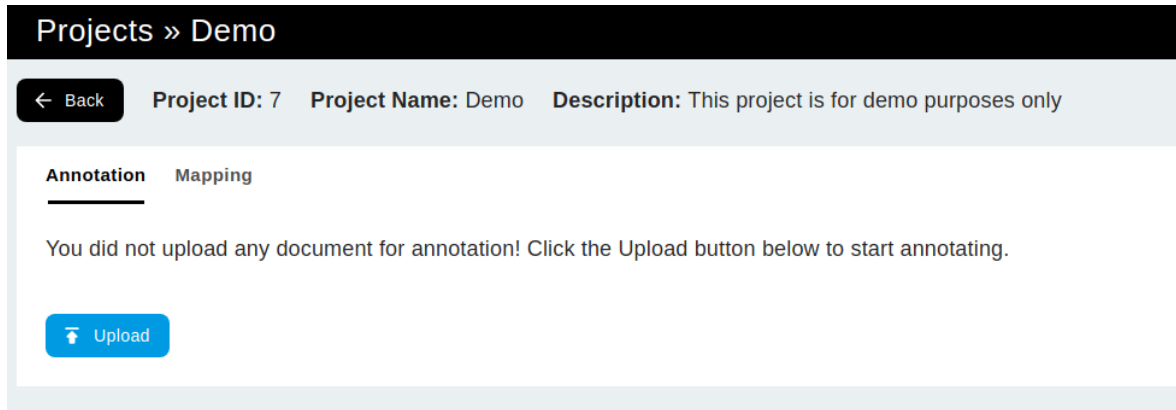 Projects » Demo
Back Project ID: 7 Project Name: Demo Description: This project is for demo purposes only
Annotation Mapping
You did not upload any document for annotation! Click the Upload button below to start annotating.
Upload